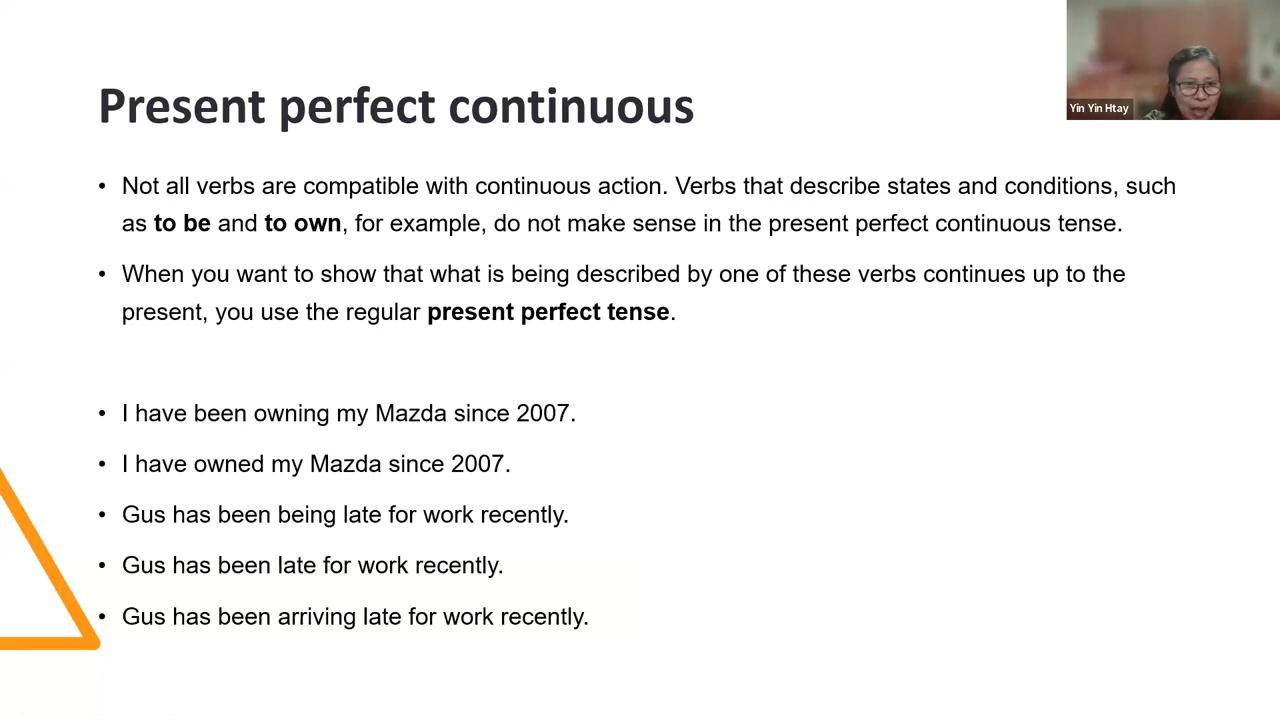 Present perfect continuous
Yin Yin Htay
• Not all verbs are compatible with continuous action. Verbs that describe states and conditions, such
as to be and to own, for example, do not make sense in the present perfect continuous tense.
• When you want to show that what is being described by one of these verbs continues up to the
present, you use the regular present perfect tense.
• I have been owning my Mazda since 2007.
• I have owned my Mazda since 2007.
• Gus has been being late for work recently.
• Gus has been late for work recently.
• Gus has been arriving late for work recently.